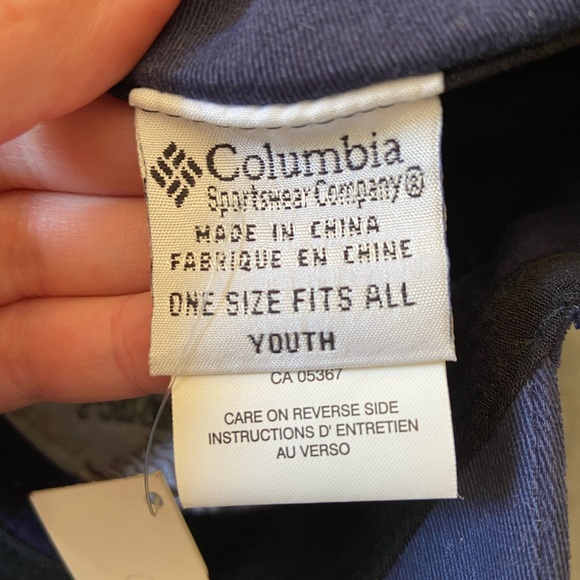 Columbia
Sportswear Company®
MADE IN CHINA
FABRIQUE EN CHINE
ONE SIZE FITS ALL
YOUTH
CA 05367
CARE ON REVERSE SIDE
INSTRUCTIONS D' ENTRETIEN
AU VERSO